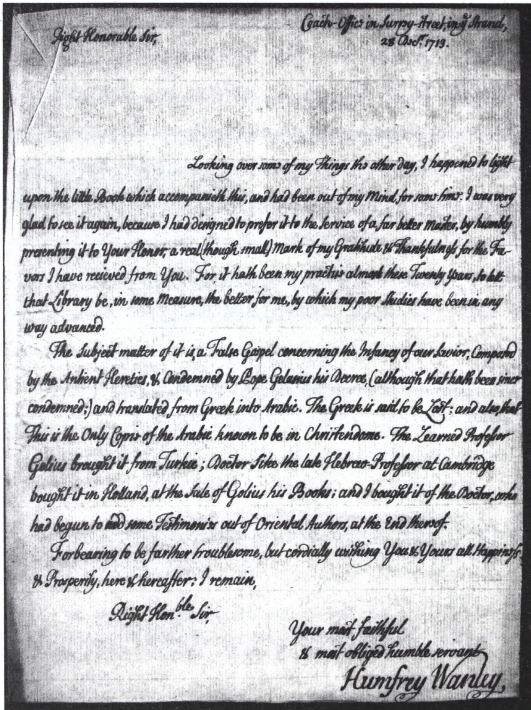 Coach-Office in Surrey-street, in yͤ Strand,
Right Honorable Sir,
28 Decͬ. 1713.
Looking over some of my Things the other day, I happened to light
upon the little Book which accompanieth this, and had been out of my Mind for some time. I was very
glad to see it again, because I had designed to prefer it to the Service of a far better Master, by humbly
presenting it to Your Honor, a real (though small) Mark of my Gratitude & Thankfulness for the Fa-
vors I have recieved from You. For it hath been my practise almost these Twenty years, to lett
that Library be, in some Measure, the better for me, by which my poor Studies have been in any
way advanced.
The Subject matter of it is, a False Gospel concerning the Infancy of our Savior, Composed
by the Antient Heretics, & Condemned by Pope Gelasius his Decree, (although that hath been since
condemned;) and translated from Greek into Arabic. The Greek is said to be Lost; and also, that
This is the Only Copie of the Arabic known to be in Christendome. The Learned Professor
Golius brought it from Turkie; Doctor Sike the late Hebrew-Professor at Cambridge
bought it in Holland, at the Sale of Golius his Books; and I bought it of the Doctor, who
had begun to add some Testimonies out of Oriental Authors, at the End thereof.
Forbearing to be farther troublesome, but cordially wishing You & Yours all Happiness
& Prosperity, here & hereafter; I remain,
Right Hon.ble Sir,
Your most faithful
& most obliged humble servant
Humfrey Wanley.